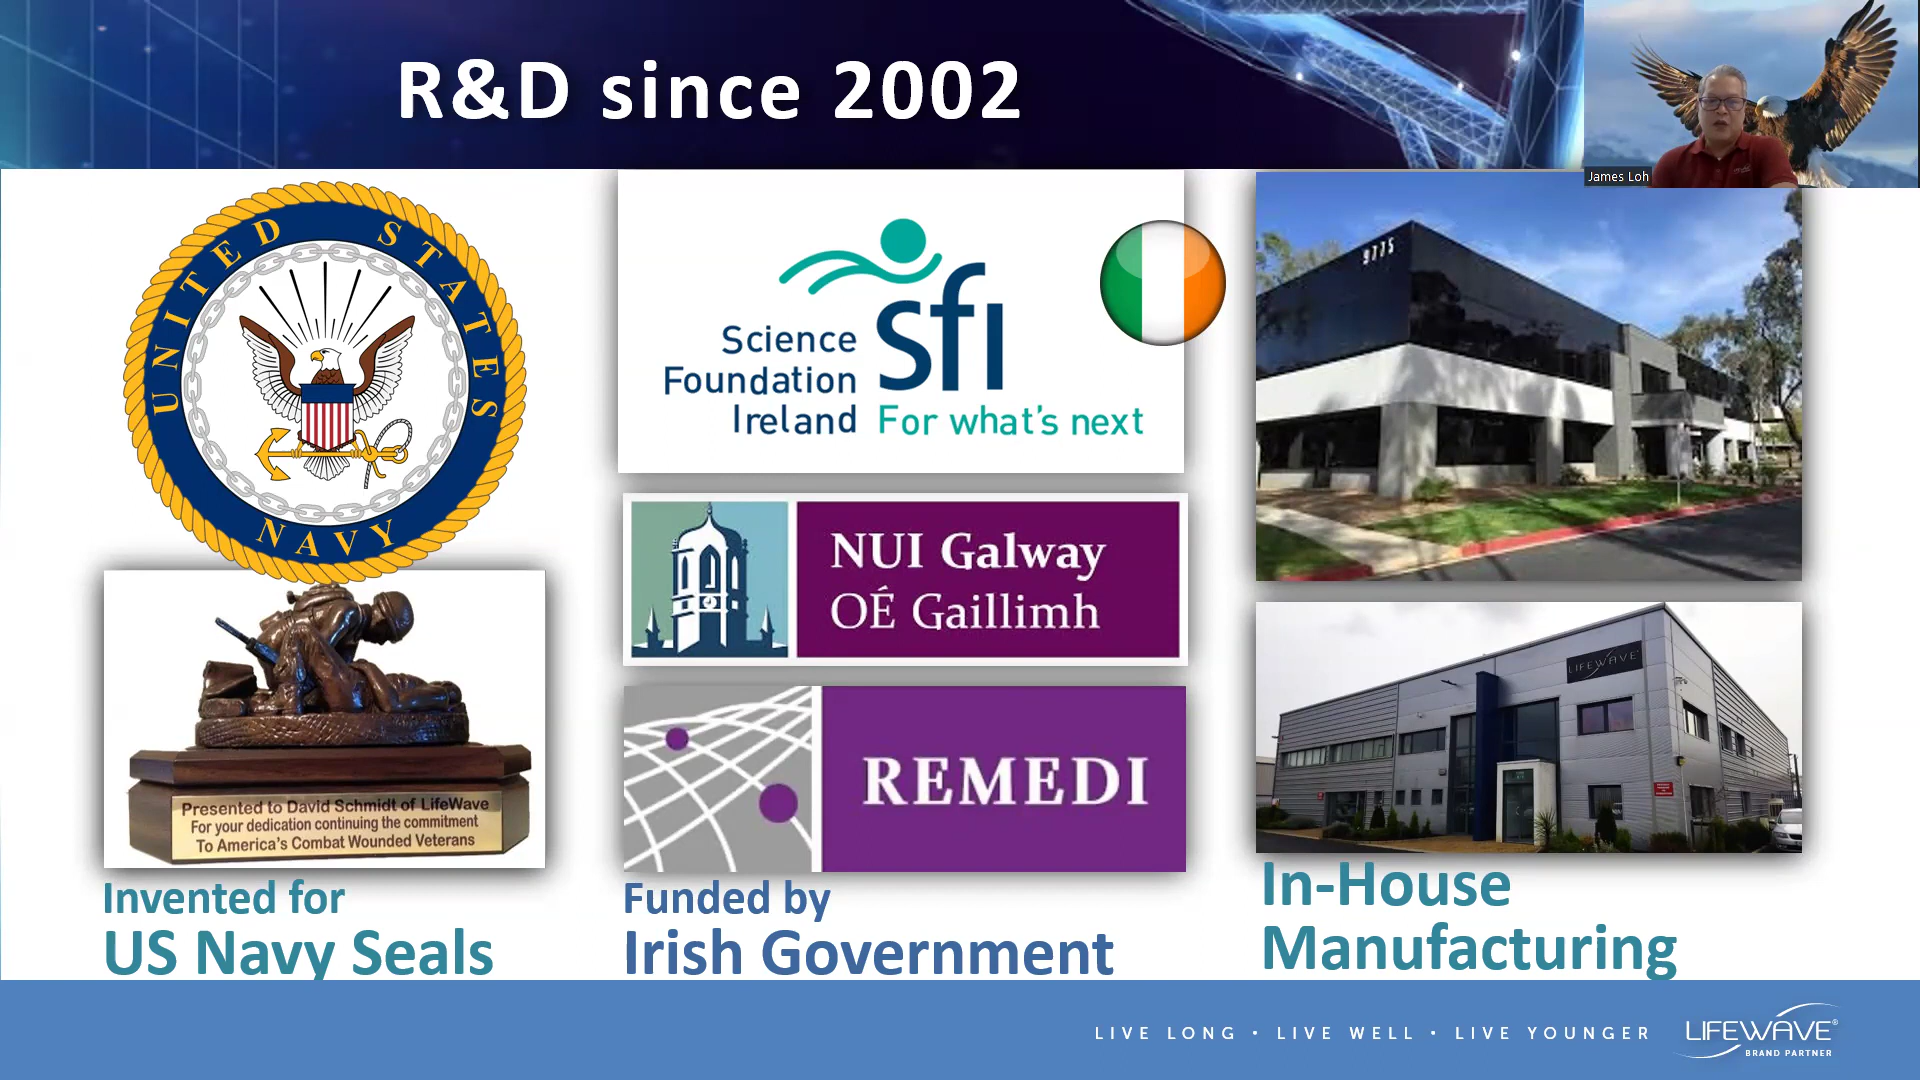 R&D since 2002
James Loh
UNITED STATES
NAVY
Presented to David Schmidt of LifeWave
For your dedication continuing the commitment
To America's Combat Wounded Veterans
Invented for
US Navy Seals
Science
Foundation
Ireland
sfi
For what's next
NUI Galway
OÉ Gaillimh
REMEDI
Funded by
Irish Government
9775
LIFEWAVE
In-House
Manufacturing
LIVE LONG • LIVE WELL • LIVE YOUNGER
LIFEWAVE®
BRAND PARTNER